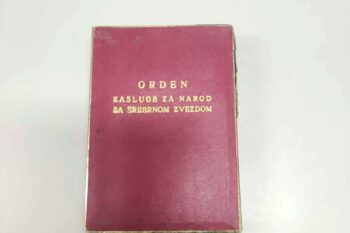 ORDEN
ZASLUGE ZA NAROD
SA SREBRNOM ZVEZDOM